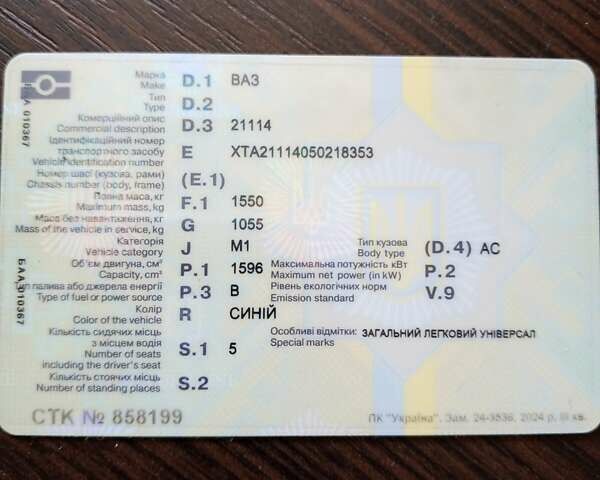 Марка
Make D.1 ВАЗ
Тип
Type D.2
Комерційний опис
Commercial description D.3 21114
Ідентифікаційний номер
транспортного засобу
Vehicle identification number E XTA21114050218353
Номер шасі (кузова, рами)
Chassis number (body, frame) (E.1)
Повна маса, кг
Maximum mass, kg F.1 1550
Маса без навантаження, кг
Mass of the vehicle in service, kg G 1055
Категорія
Vehicle category J M1
Тип кузова
Body type (D.4) AC
Об'єм двигуна, см³
Capacity, cm³ P.1 1596
Максимальна потужність кВт
Maximum net power (in kW) P.2
Тип палива або джерела енергії
Type of fuel or power source P.3 B
Рівень екологічних норм
Emission standard V.9
Колір
Color of the vehicle R СИНІЙ
Особливі відмітки: ЗАГАЛЬНИЙ ЛЕГКОВИЙ УНІВЕРСАЛ
Special marks
Кількість сидячих місць
з місцем водія
Number of seats S.1 5
including the driver's seat
Кількість стоячих місць
Number of standing places S.2
СТК № 858199
ПК "Україна". Зам. 24-3536, 2024 р. III кв.
010367
010367